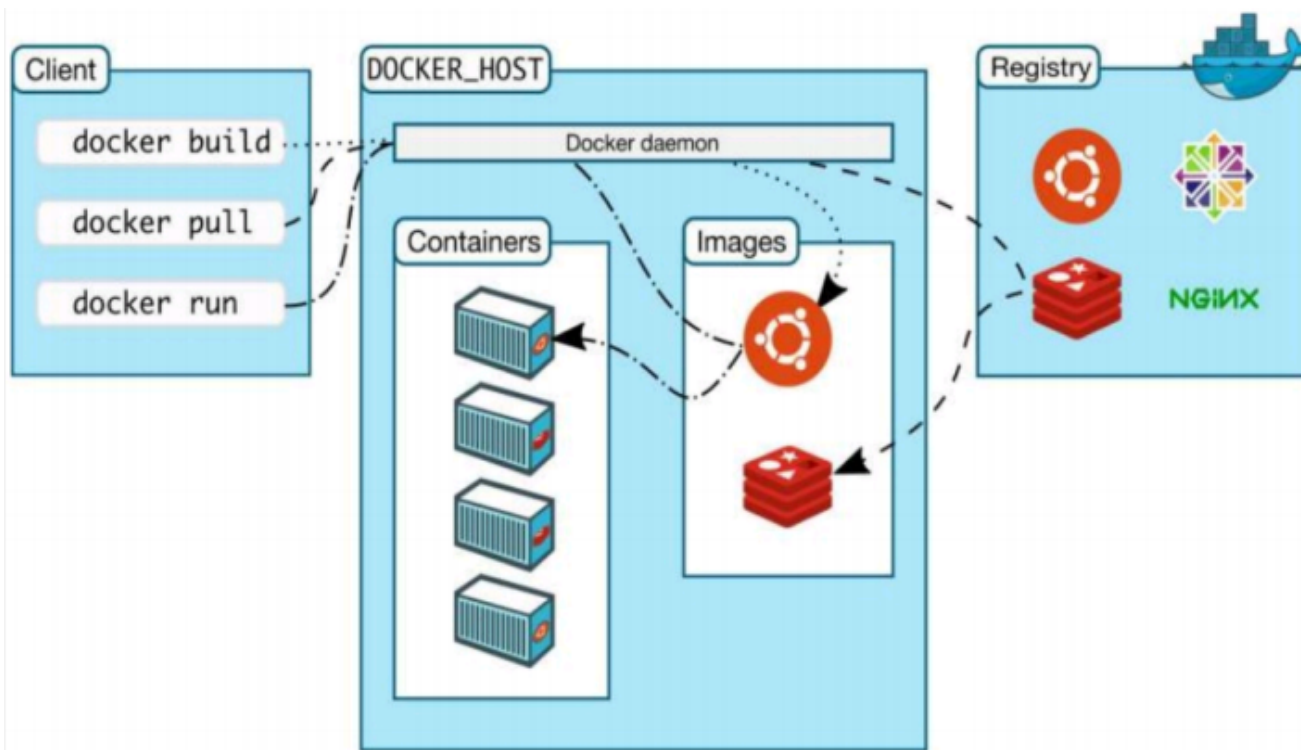 Client
docker build
docker pull
docker run
DOCKER_HOST
Docker daemon
Containers
Images
Registry
NGiNX